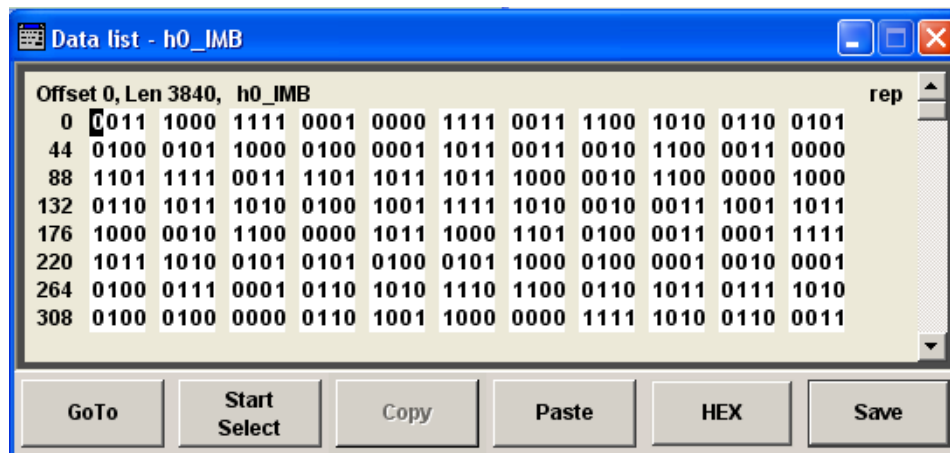 Data list - h0_IMB
Offset 0, Len 3840, h0_IMB rep
0 0011 1000 1111 0001 0000 1111 0011 1100 1010 0110 0101
44 0100 0101 1000 0100 0001 1011 0011 0010 1100 0011 0000
88 1101 1111 0011 1101 1011 1011 1000 0010 1100 0000 1000
132 0110 1011 1010 0100 1001 1111 1010 0010 0011 1001 1011
176 1000 0010 1100 0000 1011 1000 1101 0100 0011 0001 1111
220 1011 1010 0101 0101 0100 0101 1000 0100 0001 0010 0001
264 0100 0111 0001 0110 1010 1110 1100 0110 1011 0111 1010
308 0100 0100 0000 0110 1001 1000 0000 1111 1010 0110 0011
GoTo Start Select Copy Paste HEX Save